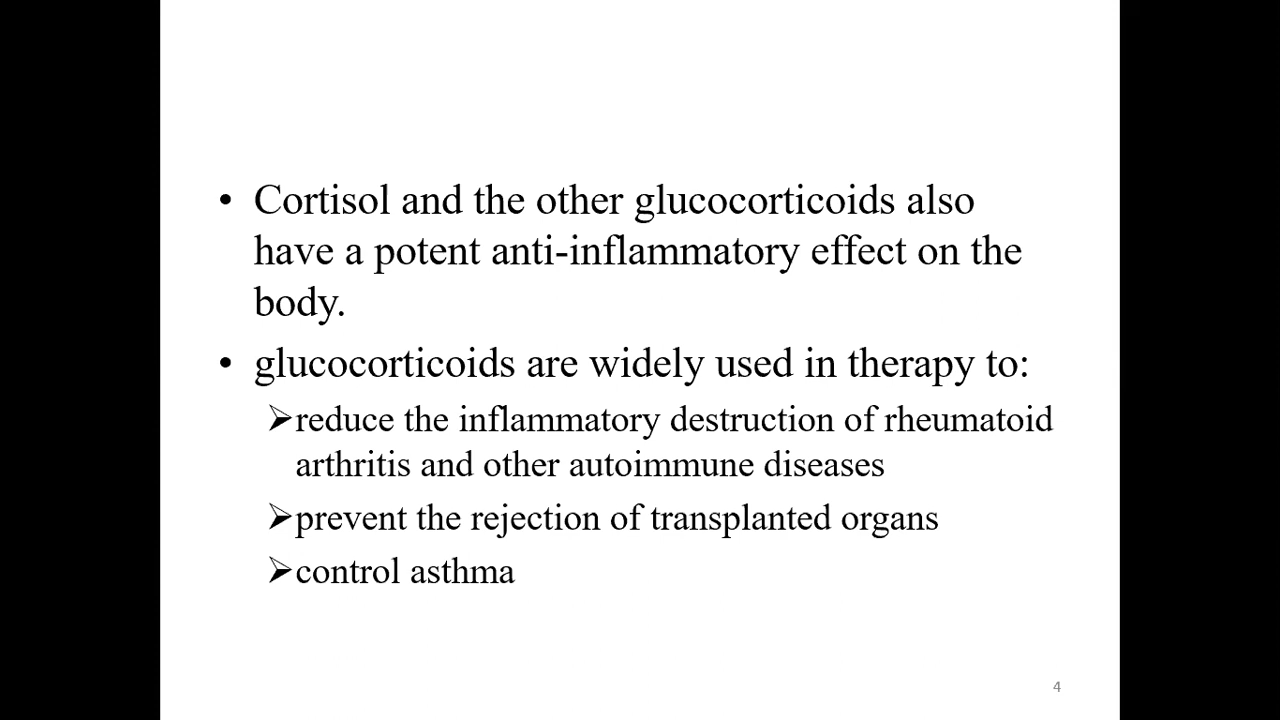 • Cortisol and the other glucocorticoids also
have a potent anti-inflammatory effect on the
body.
• glucocorticoids are widely used in therapy to:
➢reduce the inflammatory destruction of rheumatoid
arthritis and other autoimmune diseases
➢prevent the rejection of transplanted organs
➢control asthma
4